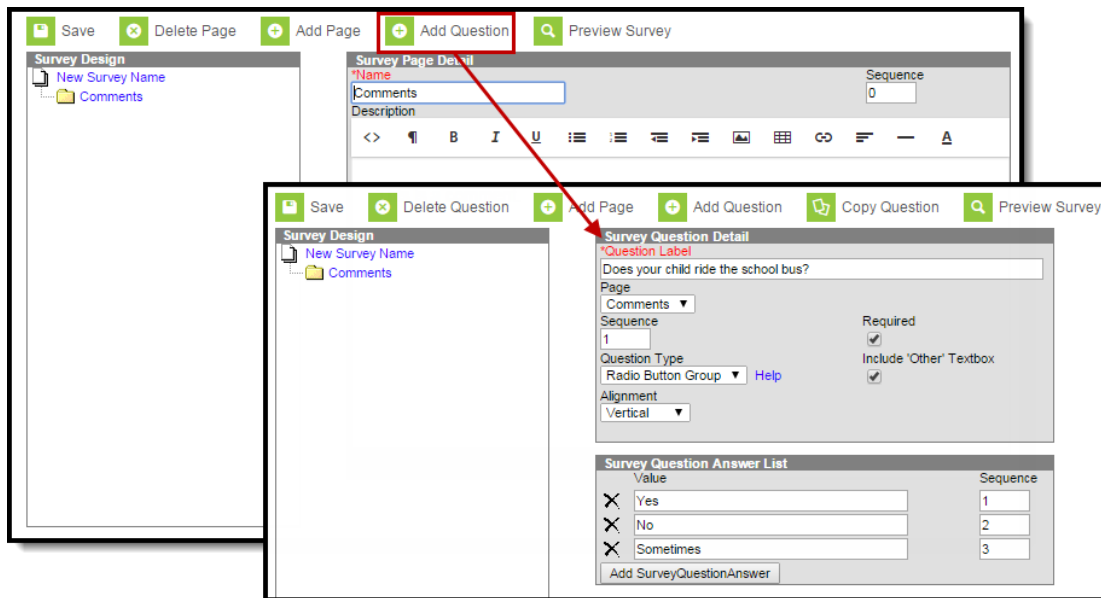 Save Delete Page Add Page Add Question Preview Survey
Survey Design
New Survey Name
Comments
Survey Page Detail
*Name Sequence
Comments 0
Description
<> ¶ B I U A
Save Delete Question Add Page Add Question Copy Question Preview Survey
Survey Design
New Survey Name
Comments
Survey Question Detail
*Question Label
Does your child ride the school bus?
Page
Comments
Sequence Required
1
Question Type Include 'Other' Textbox
Radio Button Group Help
Alignment
Vertical
Survey Question Answer List
Value Sequence
Yes 1
No 2
Sometimes 3
Add SurveyQuestionAnswer